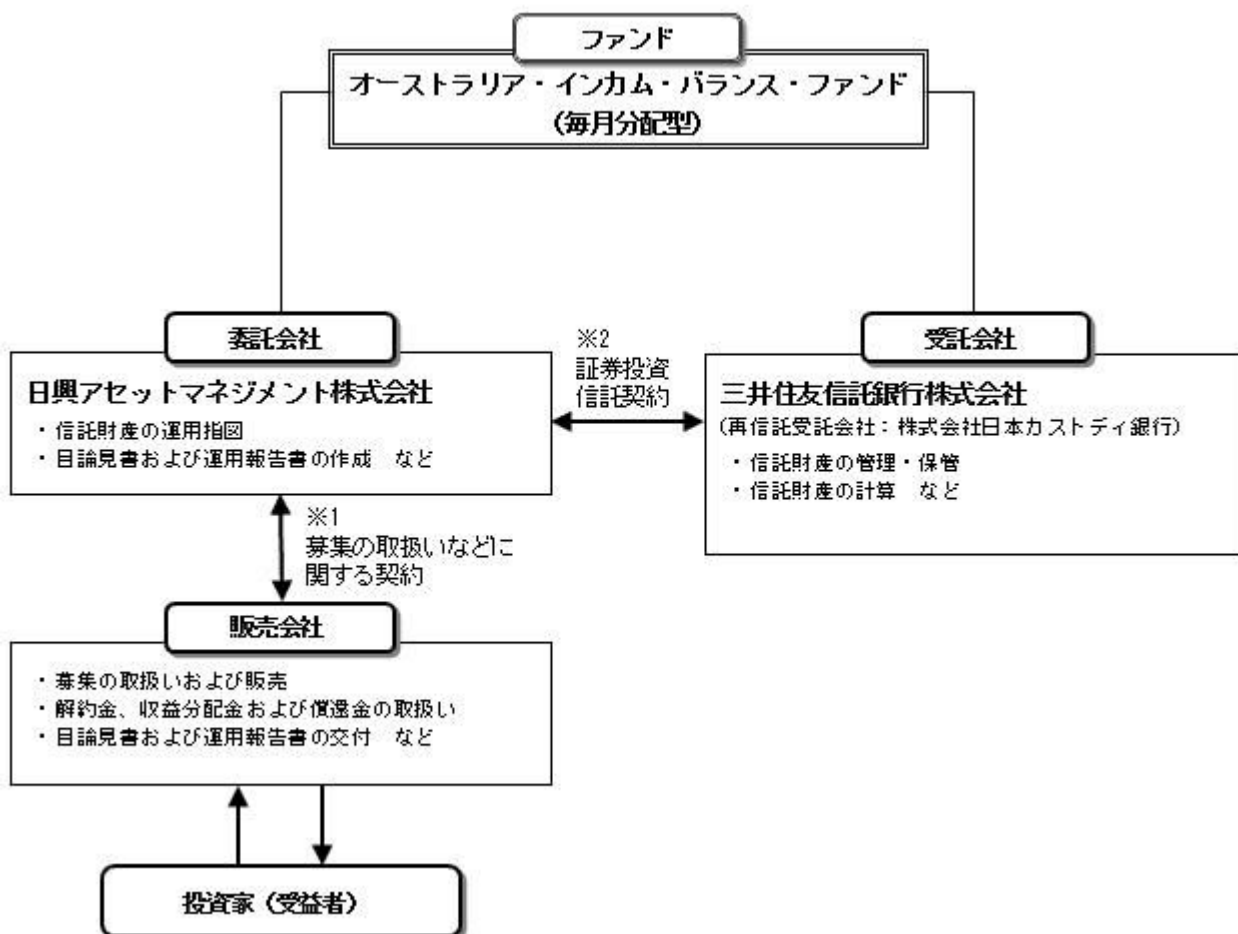 ファンド
オーストラリア・インカム・バランス・ファンド
(毎月分配型)
委託会社
日興アセットマネジメント株式会社
・信託財産の運用指図
・目論見書および運用報告書の作成　など
※2
証券投資
信託契約
受託会社
三井住友信託銀行株式会社
(再信託受託会社：株式会社日本カストディ銀行)
・信託財産の管理・保管
・信託財産の計算　など
※1
募集の取扱いなどに
関する契約
販売会社
・募集の取扱いおよび販売
・解約金、収益分配金および償還金の取扱い
・目論見書および運用報告書の交付　など
投資家（受益者）